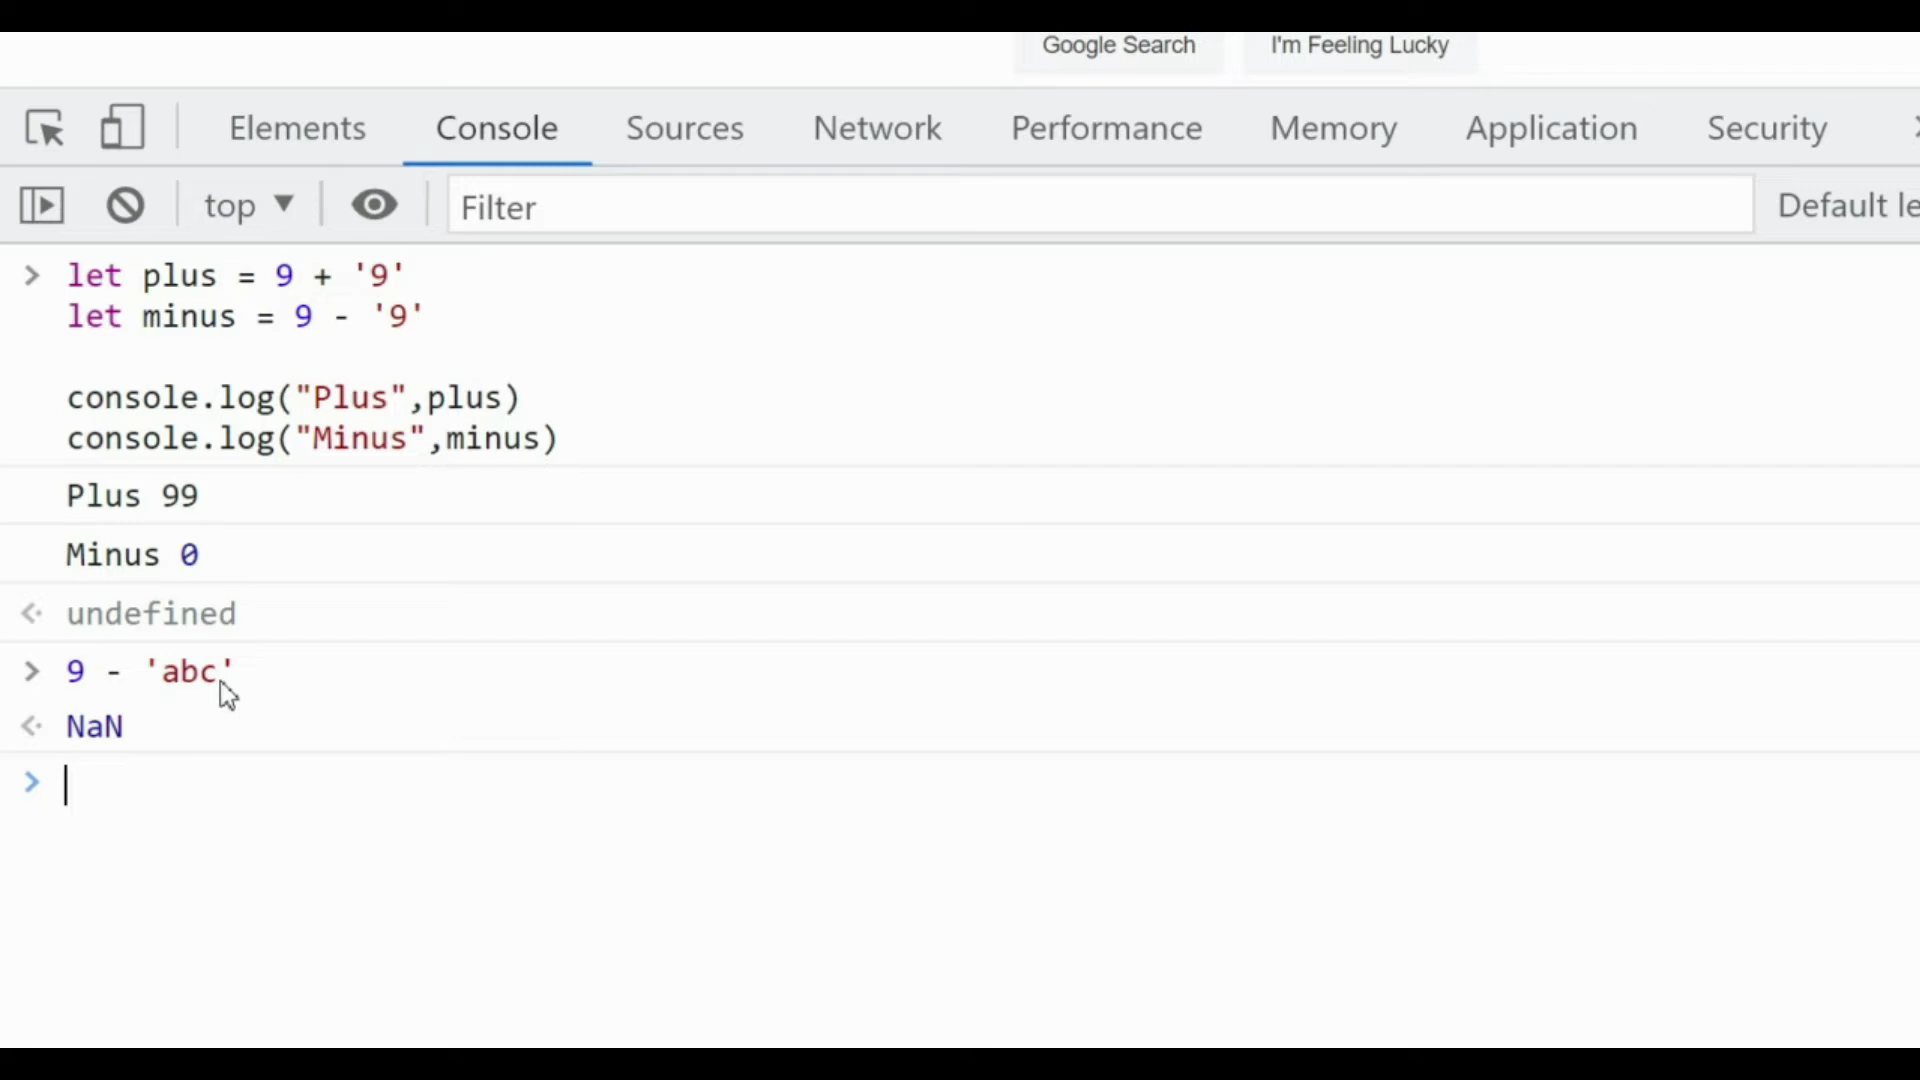 Google Search I'm Feeling Lucky
Elements Console Sources Network Performance Memory Application Security
top Filter Default le
let plus = 9 + '9'
let minus = 9 - '9'
console.log("Plus",plus)
console.log("Minus",minus)
Plus 99
Minus 0
undefined
9 - 'abc'
NaN